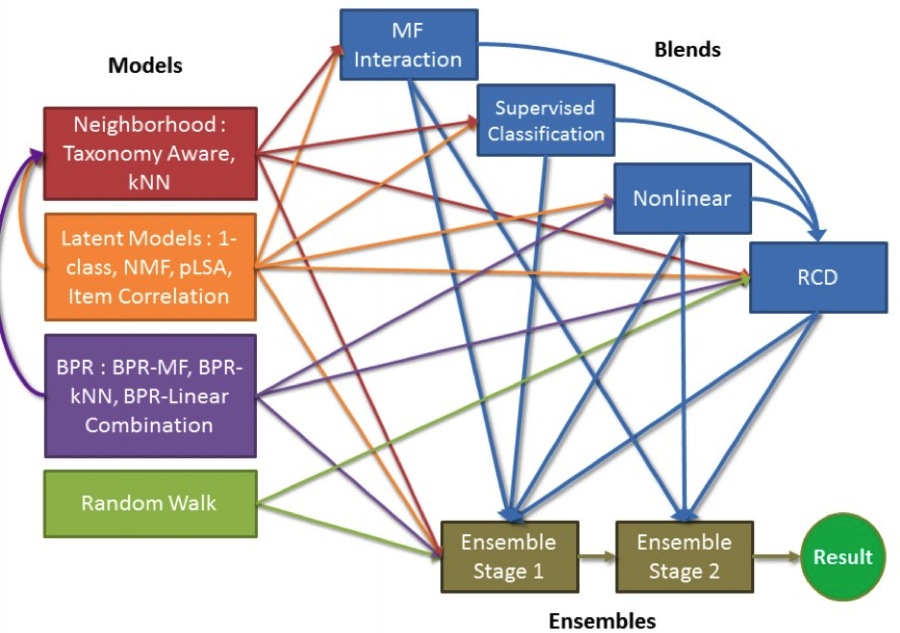 Models
Neighborhood :
Taxonomy Aware,
kNN
Latent Models : 1-
class, NMF, pLSA,
Item Correlation
BPR : BPR-MF, BPR-
kNN, BPR-Linear
Combination
Random Walk
MF
Interaction
Blends
Supervised
Classification
Nonlinear
RCD
Ensemble
Stage 1
Ensemble
Stage 2
Result
Ensembles